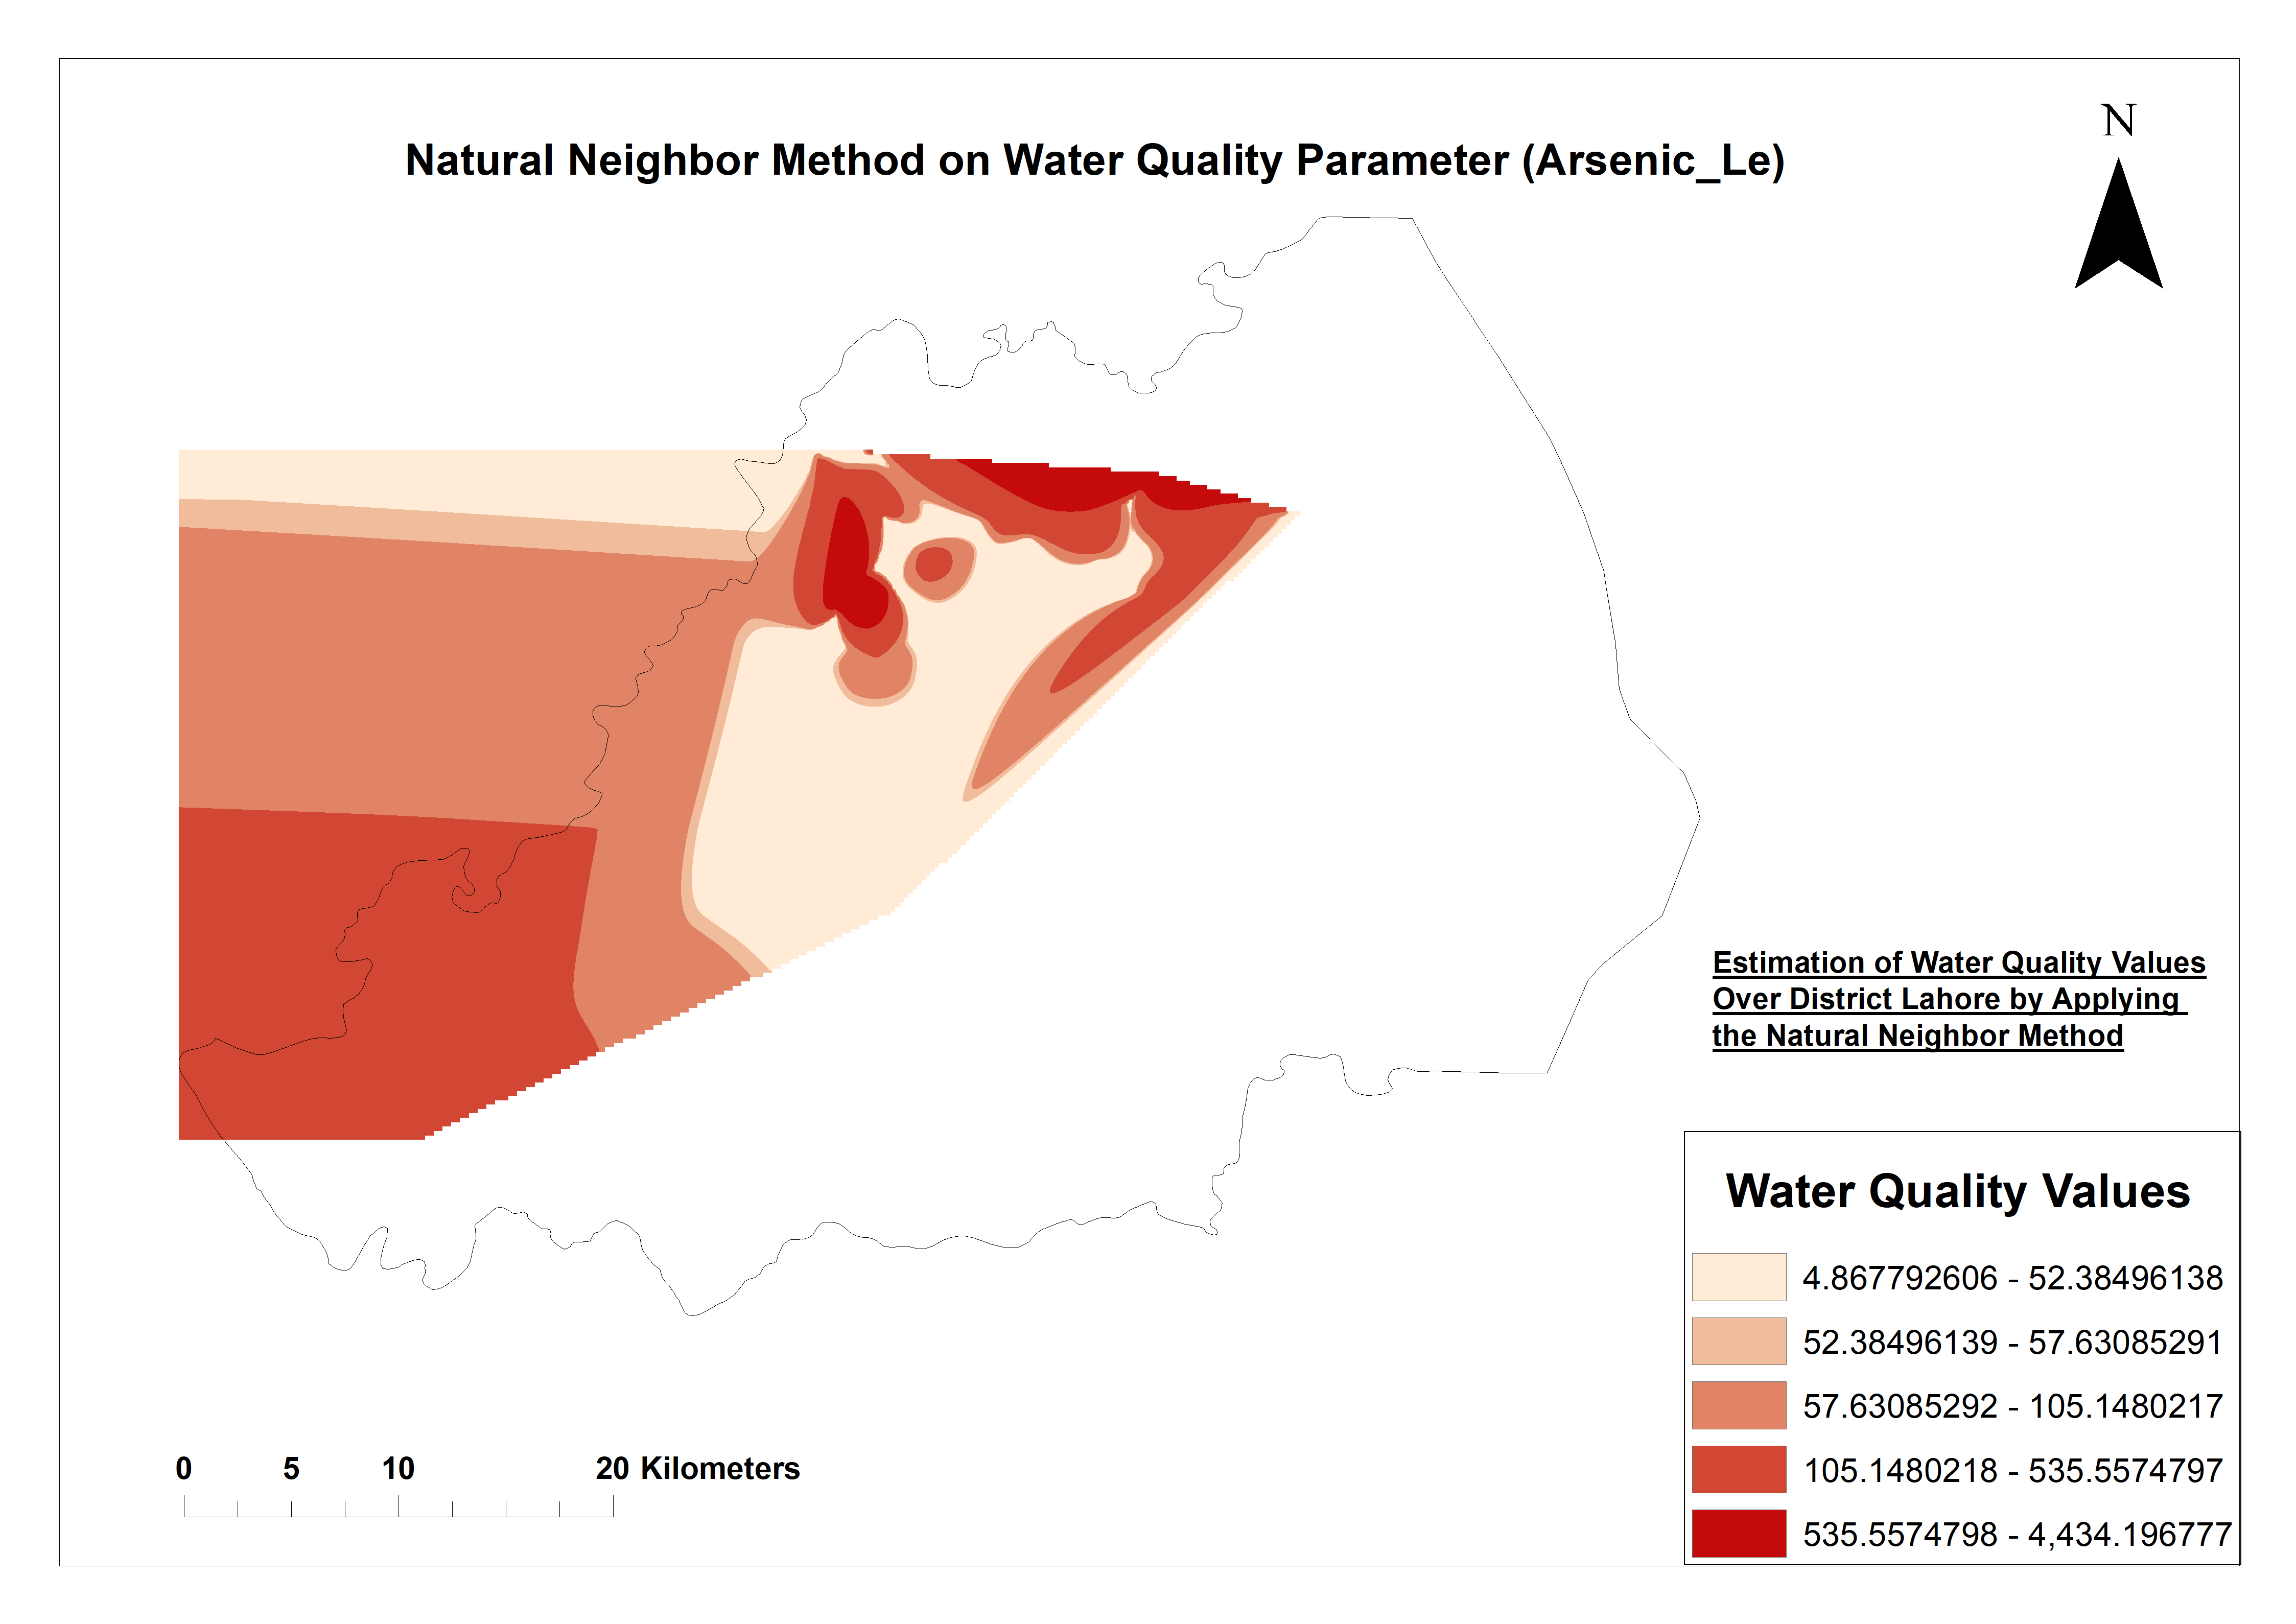 N
Natural Neighbor Method on Water Quality Parameter (Arsenic_Le)
Estimation of Water Quality Values
Over District Lahore by Applying
the Natural Neighbor Method
Water Quality Values
4.867792606 - 52.38496138
52.38496139 - 57.63085291
57.63085292 - 105.1480217
105.1480218 - 535.5574797
535.5574798 - 4,434.196777
0 5 10 20 Kilometers